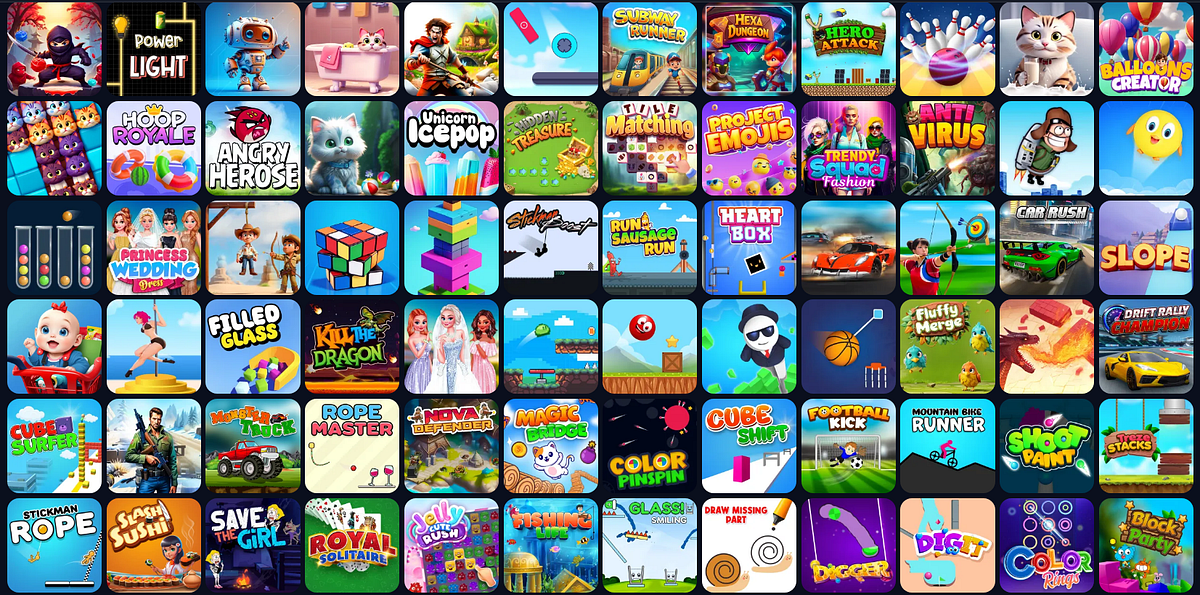 Power
LIGHT
SUBWAY
RUNNER
HEXA
DUNGEON
HERO
ATTACK
BALLOONS
CREATOR
HOOP
ROYALE
ANGRY
HEROSE
Unicorn
Icepop
HIDDEN
TREASURE
TILE
Matching
PROJECT
EMOJIS
TRENDY
Squad
Fashion
ANTI
VIRUS
PRINCESS
WEDDING
Dress
Stickman
Boost
RUN
SAUSAGE
RUN
HEART
BOX
CAR RUSH
SLOPE
FILLED
GLASS
KILL THE
DRAGON
Fluffy
Merge
DRIFT RALLY
CHAMPION
CUBE
SURFER
MONSTER
TRUCK
ROPE
MASTER
NOVA
DEFENDER
MAGIC
BRIDGE
COLOR
PINSPIN
CUBE
SHIFT
FOOTBALL
KICK
MOUNTAIN BIKE
RUNNER
SHOOT
PAINT
STACKS
STICKMAN
ROPE
SLASH
SUSHI
SAVE
THE
GIRL
ROYAL
SOLITAIRE
Jelly
CUTE
RUSH
FISHING
LIFE
GLASS!
SMILING
DRAW MISSING
PART
DIGGER
DIG IT
COLOR
Rings
Block
Party